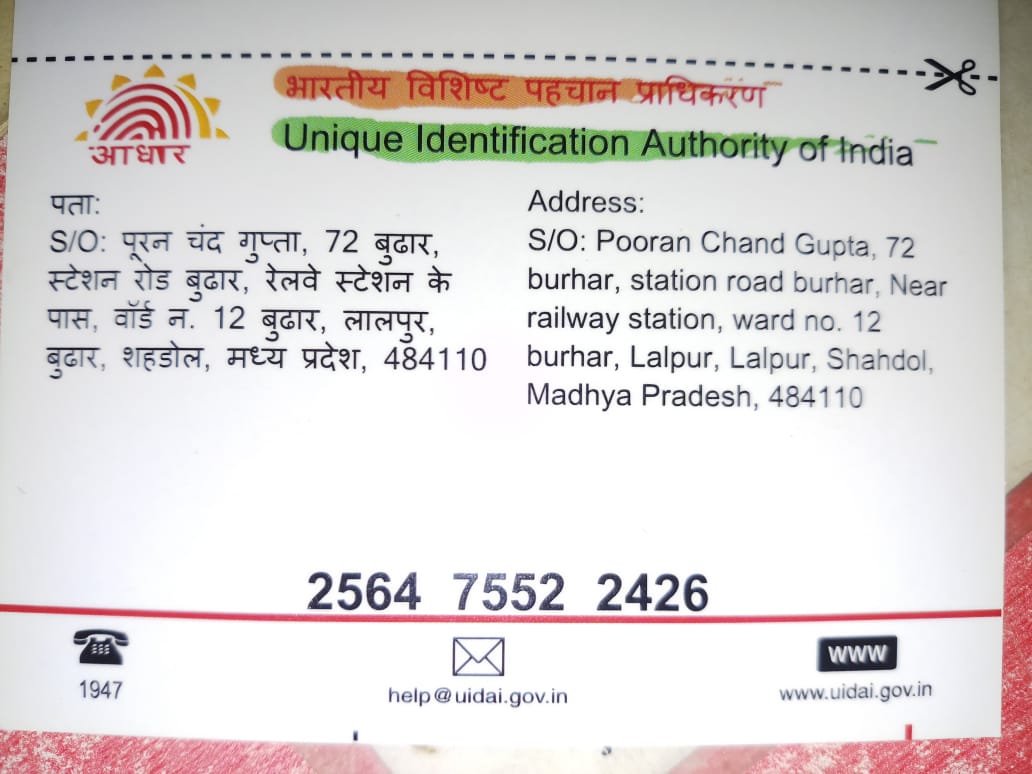 भारतीय विशिष्ट पहचान प्राधिकरण
Unique Identification Authority of India
आधार
पता:
S/O: पूरन चंद गुप्ता, 72 बुढार,
स्टेशन रोड बुढार, रेलवे स्टेशन के
पास, वॉर्ड न. 12 बुढार, लालपुर,
बुढार, शहडोल, मध्य प्रदेश, 484110
Address:
S/O: Pooran Chand Gupta, 72
burhar, station road burhar, Near
railway station, ward no. 12
burhar, Lalpur, Lalpur, Shahdol,
Madhya Pradesh, 484110
2564 7552 2426
1947
help@uidai.gov.in
www
www.uidai.gov.in